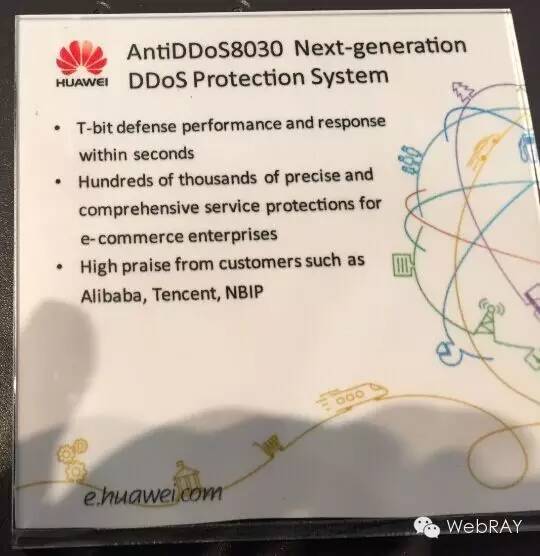 HUAWEI
AntiDDoS8030 Next-generation
DDoS Protection System
• T-bit defense performance and response
within seconds
• Hundreds of thousands of precise and
comprehensive service protections for
e-commerce enterprises
• High praise from customers such as
Alibaba, Tencent, NBIP
e.huawei.com
WebRAY